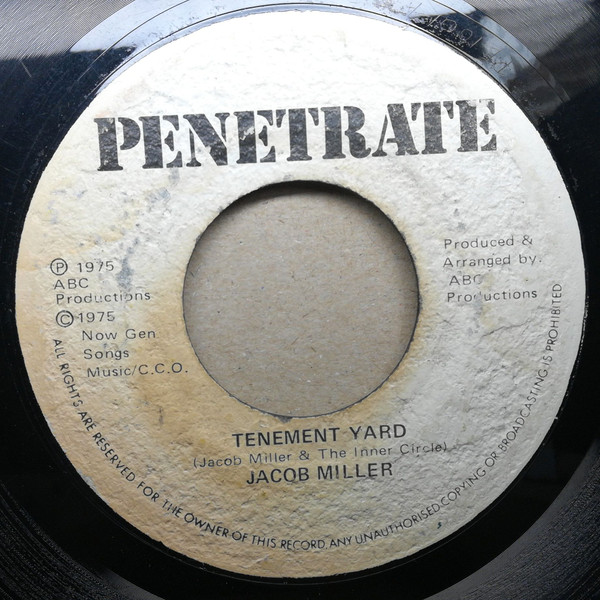 PENETRATE
Ⓟ 1975
ABC
Productions
© 1975
Now Gen
Songs
Music/C.C.O.
Produced &
Arranged by.
ABC
Productions
TENEMENT YARD
(Jacob Miller & The Inner Circle)
JACOB MILLER
ALL RIGHTS ARE RESERVED FOR THE OWNER OF THIS RECORD. ANY UNAUTHORISED COPYING OR BROADCASTING IS PROHIBITED